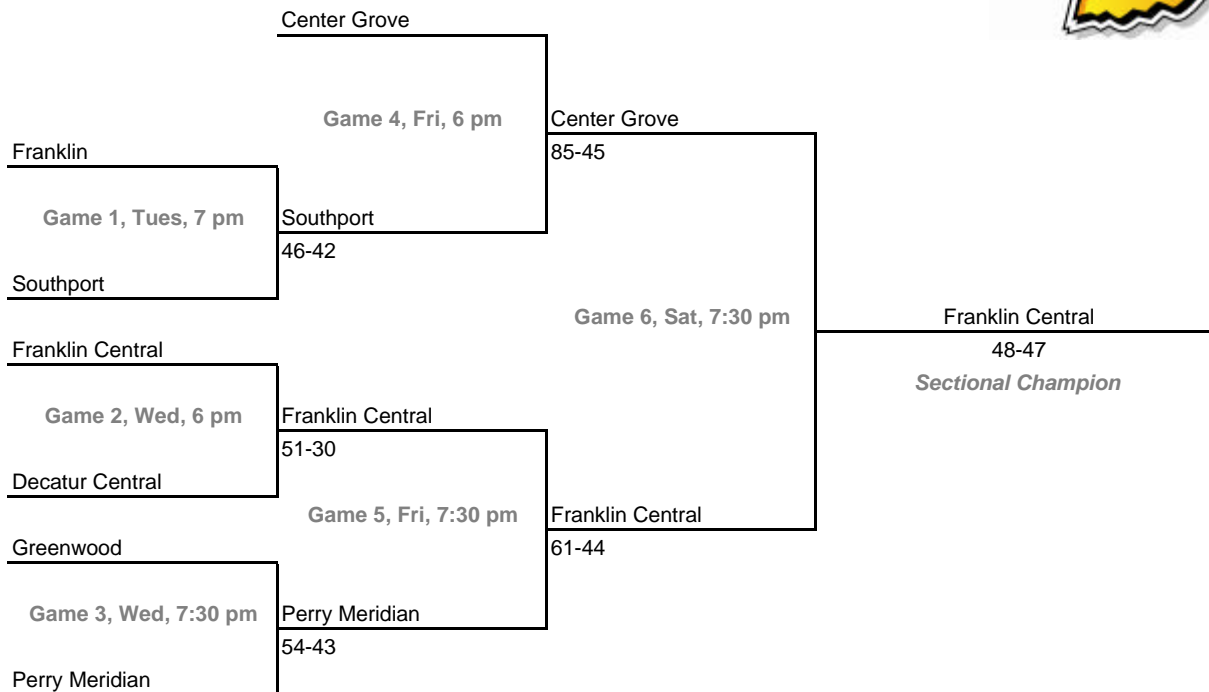 Center Grove
Game 4, Fri, 6 pm
Center Grove
Franklin
85-45
Game 1, Tues, 7 pm
Southport
46-42
Southport
Game 6, Sat, 7:30 pm
Franklin Central
Franklin Central
48-47
Sectional Champion
Game 2, Wed, 6 pm
Franklin Central
51-30
Decatur Central
Game 5, Fri, 7:30 pm
Franklin Central
Greenwood
61-44
Game 3, Wed, 7:30 pm
Perry Meridian
54-43
Perry Meridian